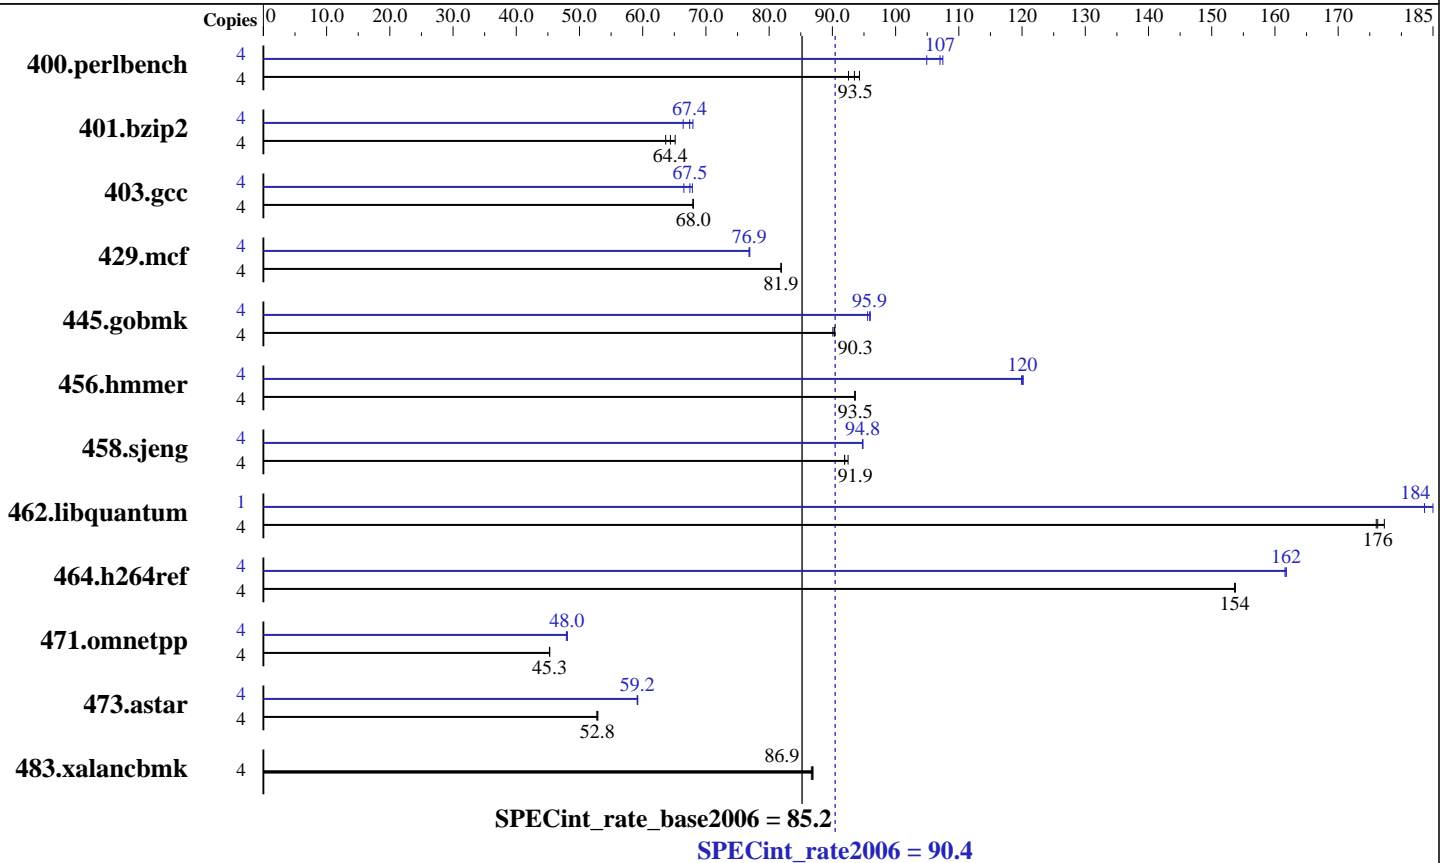 Copies 0 10.0 20.0 30.0 40.0 50.0 60.0 70.0 80.0 90.0 100 110 120 130 140 150 160 170 185
400.perlbench 4 107
4 93.5
401.bzip2 4 67.4
4 64.4
403.gcc 4 67.5
4 68.0
429.mcf 4 76.9
4 81.9
445.gobmk 4 95.9
4 90.3
456.hmmer 4 120
4 93.5
458.sjeng 4 94.8
4 91.9
462.libquantum 1 184
4 176
464.h264ref 4 162
4 154
471.omnetpp 4 48.0
4 45.3
473.astar 4 59.2
4 52.8
483.xalancbmk 4 86.9
SPECint_rate_base2006 = 85.2
SPECint_rate2006 = 90.4